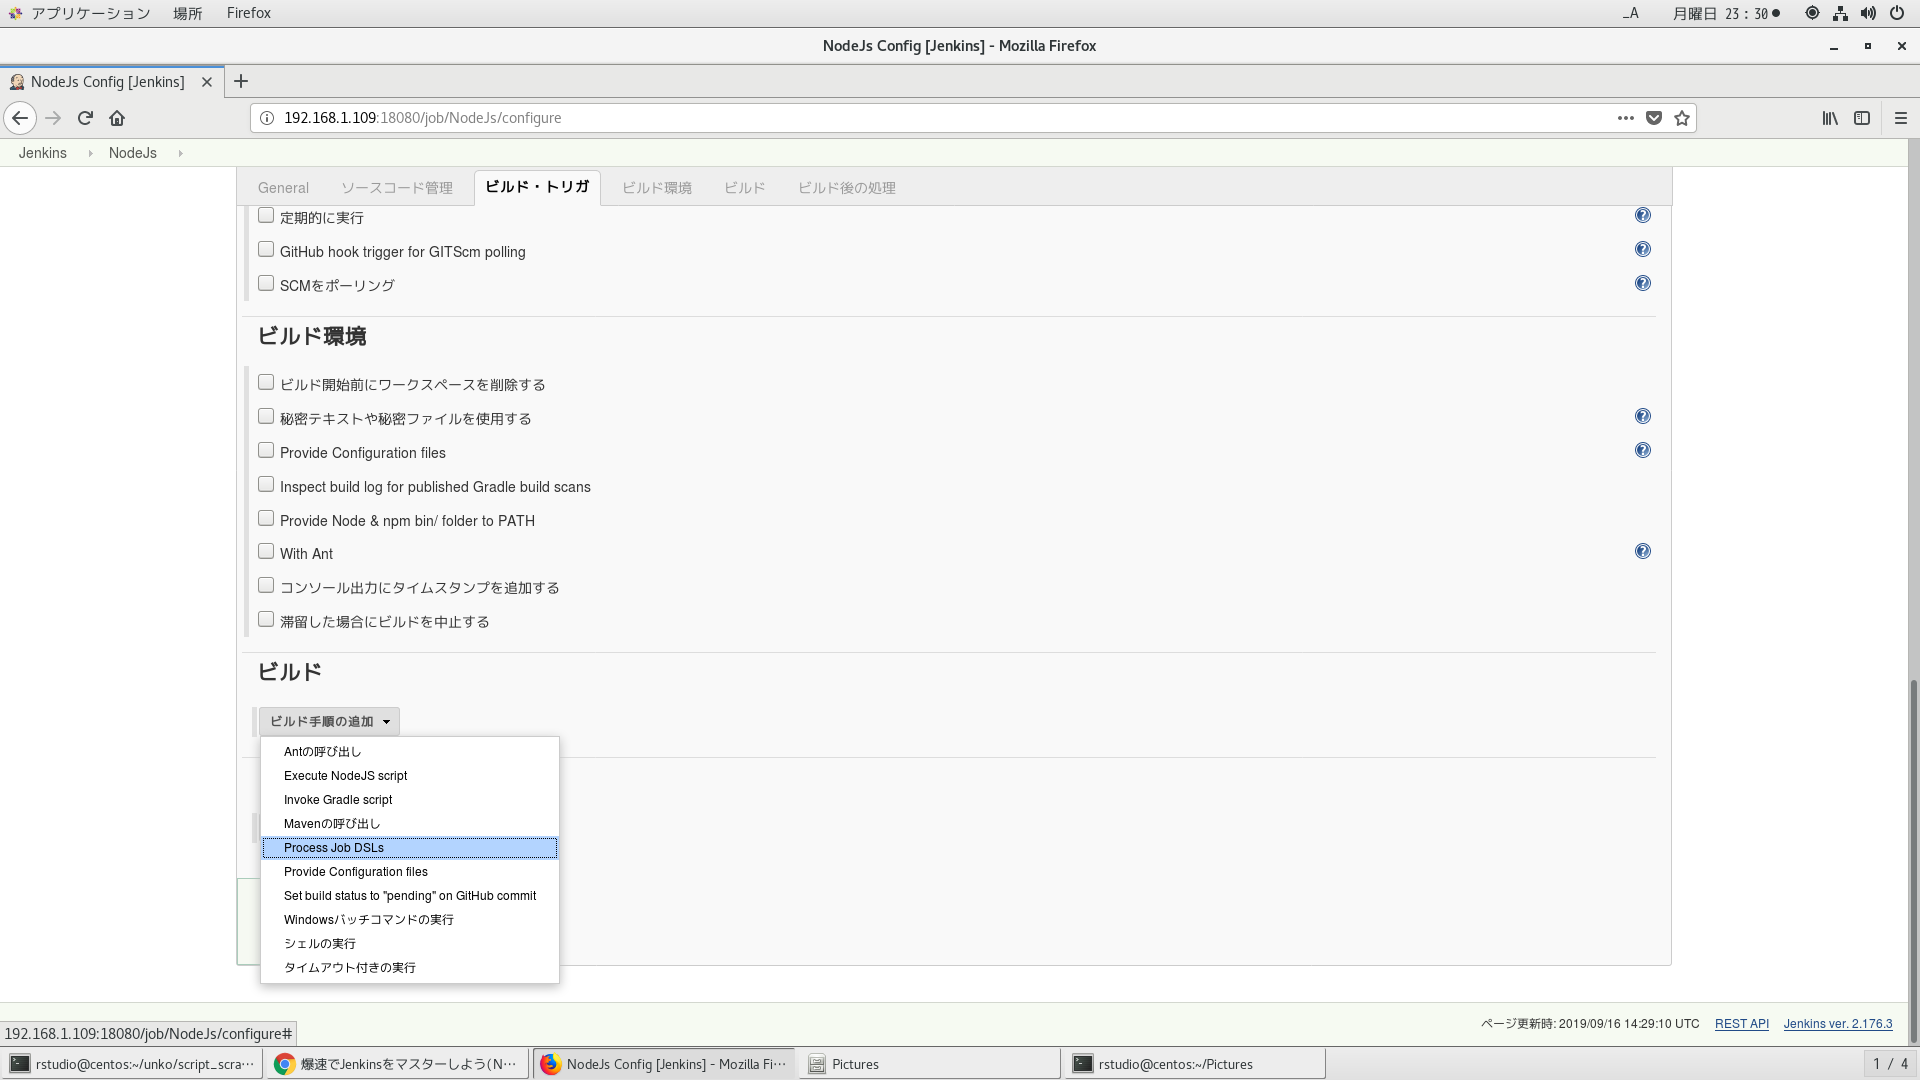 アプリケーション 場所 Firefox _A 月曜日 23：30
NodeJs Config [Jenkins] - Mozilla Firefox
NodeJs Config [Jenkins]
192.168.1.109:18080/job/NodeJs/configure
Jenkins NodeJs
General ソースコード管理 ビルド・トリガ ビルド環境 ビルド ビルド後の処理
定期的に実行
GitHub hook trigger for GITScm polling
SCMをポーリング
ビルド環境
ビルド開始前にワークスペースを削除する
秘密テキストや秘密ファイルを使用する
Provide Configuration files
Inspect build log for published Gradle build scans
Provide Node & npm bin/ folder to PATH
With Ant
コンソール出力にタイムスタンプを追加する
滞留した場合にビルドを中止する
ビルド
ビルド手順の追加
Antの呼び出し
Execute NodeJS script
Invoke Gradle script
Mavenの呼び出し
Process Job DSLs
Provide Configuration files
Set build status to "pending" on GitHub commit
Windowsバッチコマンドの実行
シェルの実行
タイムアウト付きの実行
ページ更新時: 2019/09/16 14:29:10 UTC REST API Jenkins ver. 2.176.3
192.168.1.109:18080/job/NodeJs/configure#
rstudio@centos:~/unko/script_scra… 爆速でJenkinsをマスターしよう(N… NodeJs Config [Jenkins] - Mozilla Fi… Pictures rstudio@centos:~/Pictures 1 / 4